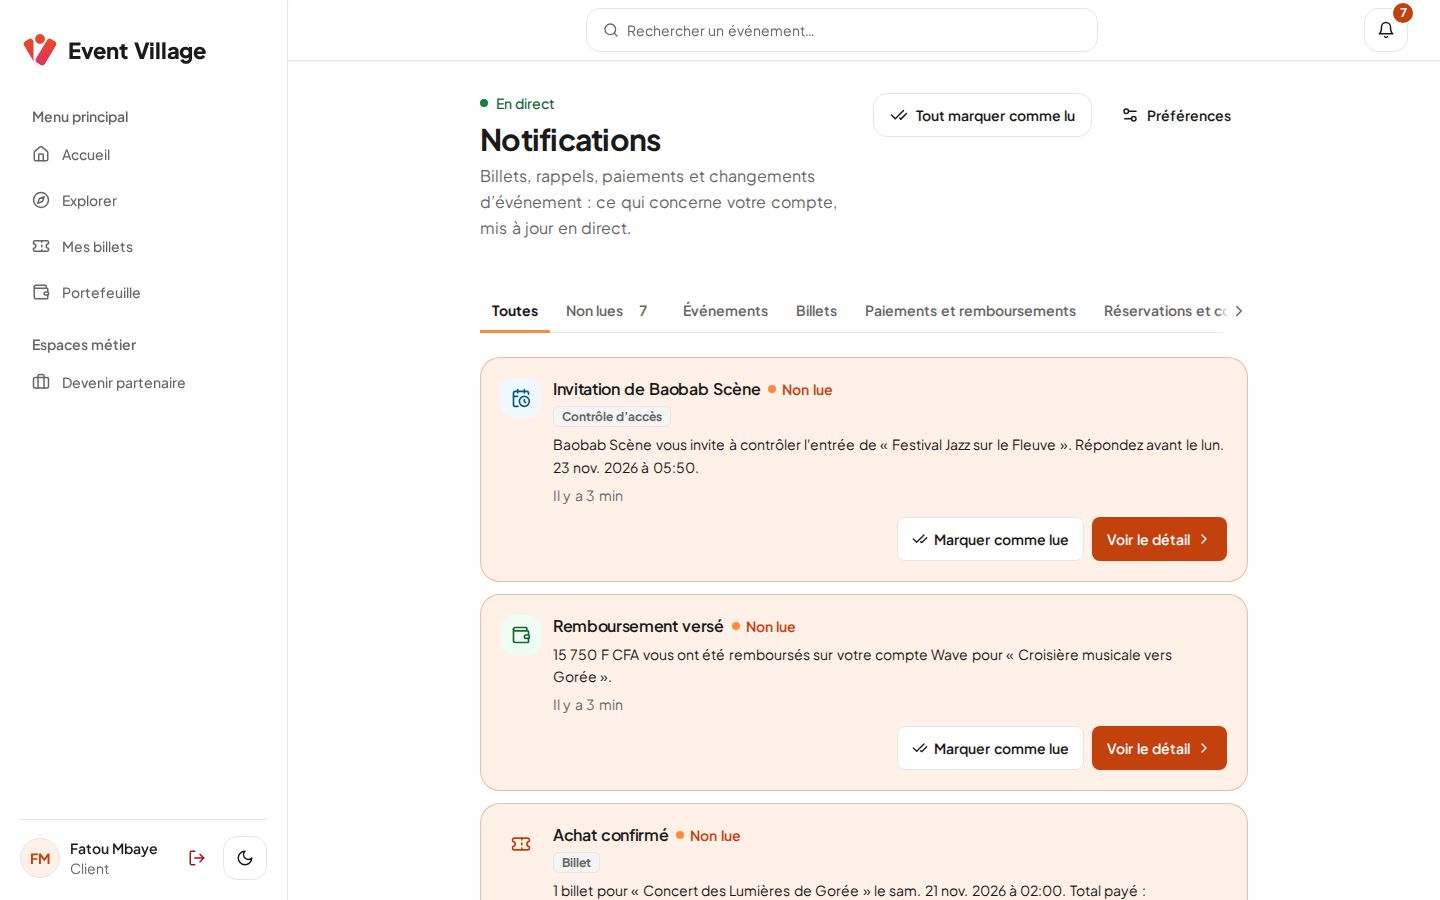 Event Village
Menu principal
Accueil
Explorer
Mes billets
Portefeuille
Espaces métier
Devenir partenaire
FM
Fatou Mbaye
Client
Rechercher un événement...
7
En direct
Notifications
Billets, rappels, paiements et changements
d’événement : ce qui concerne votre compte,
mis à jour en direct.
Tout marquer comme lu
Préférences
Toutes
Non lues 7
Événements
Billets
Paiements et remboursements
Réservations et
Invitation de Baobab Scène
Non lue
Contrôle d’accès
Baobab Scène vous invite à contrôler l'entrée de « Festival Jazz sur le Fleuve ». Répondez avant le lun.
23 nov. 2026 à 05:50.
Il y a 3 min
Marquer comme lue
Voir le détail
Remboursement versé
Non lue
15 750 F CFA vous ont été remboursés sur votre compte Wave pour « Croisière musicale vers
Gorée ».
Il y a 3 min
Marquer comme lue
Voir le détail
Achat confirmé
Non lue
Billet
1 billet pour « Concert des Lumières de Gorée » le sam. 21 nov. 2026 à 02:00. Total payé :